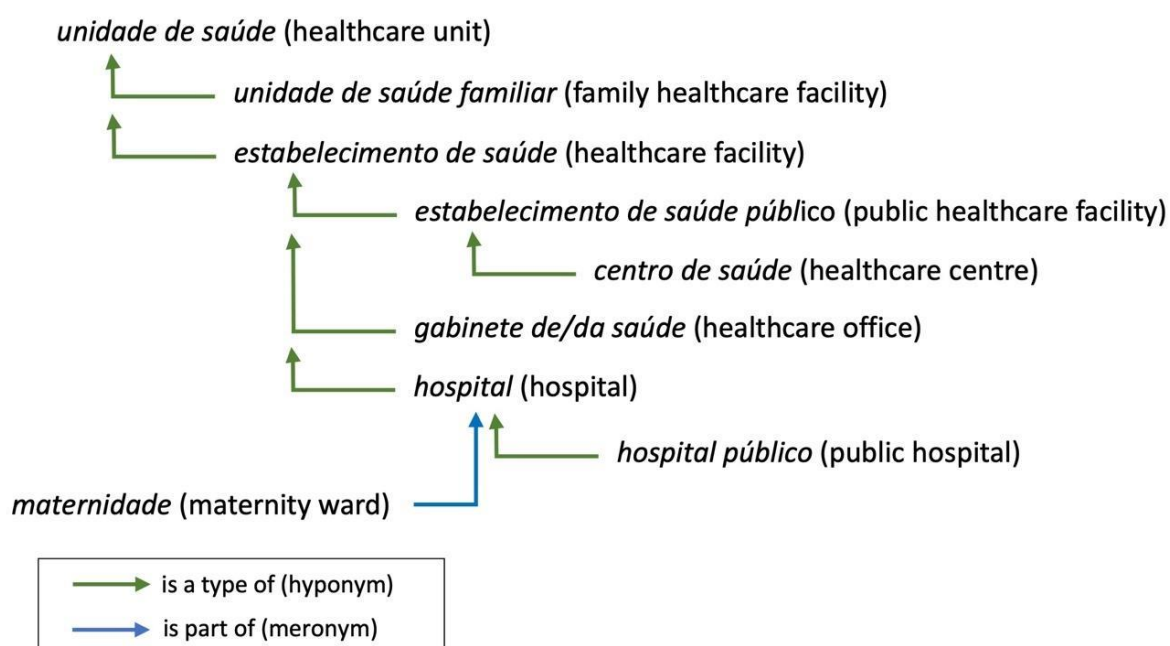 unidade de saúde (healthcare unit)
unidade de saúde familiar (family healthcare facility)
estabelecimento de saúde (healthcare facility)
estabelecimento de saúde público (public healthcare facility)
centro de saúde (healthcare centre)
gabinete de/da saúde (healthcare office)
hospital (hospital)
hospital público (public hospital)
maternidade (maternity ward)
is a type of (hyponym)
is part of (meronym)